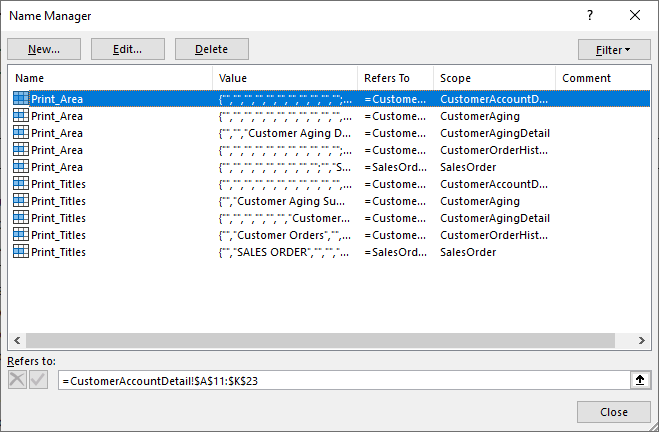 Name Manager ? ×
New... Edit... Delete Filter
Name Value Refers To Scope Comment
Print_Area {"","","","","","","","","","","";... =Custome... CustomerAccountD...
Print_Area {"","","","","","","","","","","",... =Custome... CustomerAging
Print_Area {"","","Customer Aging D... =Custome... CustomerAgingDetail
Print_Area {"","","","","","","","","","","";... =Custome... CustomerOrderHist...
Print_Area {"","","","","","","","","";"","S... =SalesOrd... SalesOrder
Print_Titles {"","","","","","","","","","","",... =Custome... CustomerAccountD...
Print_Titles {"","Customer Aging Su... =Custome... CustomerAging
Print_Titles {"","","","","","","Customer... =Custome... CustomerAgingDetail
Print_Titles {"","Customer Orders","",... =Custome... CustomerOrderHist...
Print_Titles {"","SALES ORDER","","","... =SalesOrd... SalesOrder
Refers to:
=CustomerAccountDetail!$A$11:$K$23
Close